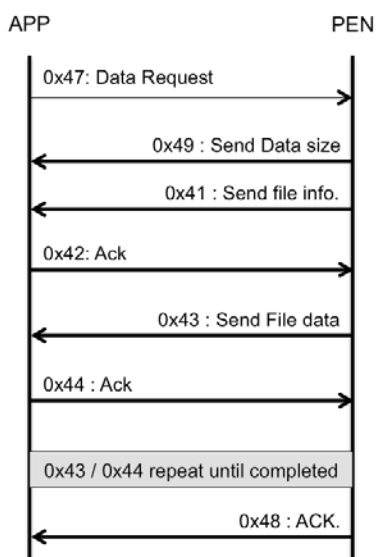 APP PEN
0x47: Data Request
0x49 : Send Data size
0x41 : Send file info.
0x42: Ack
0x43 : Send File data
0x44 : Ack
0x43 / 0x44 repeat until completed
0x48 : ACK.